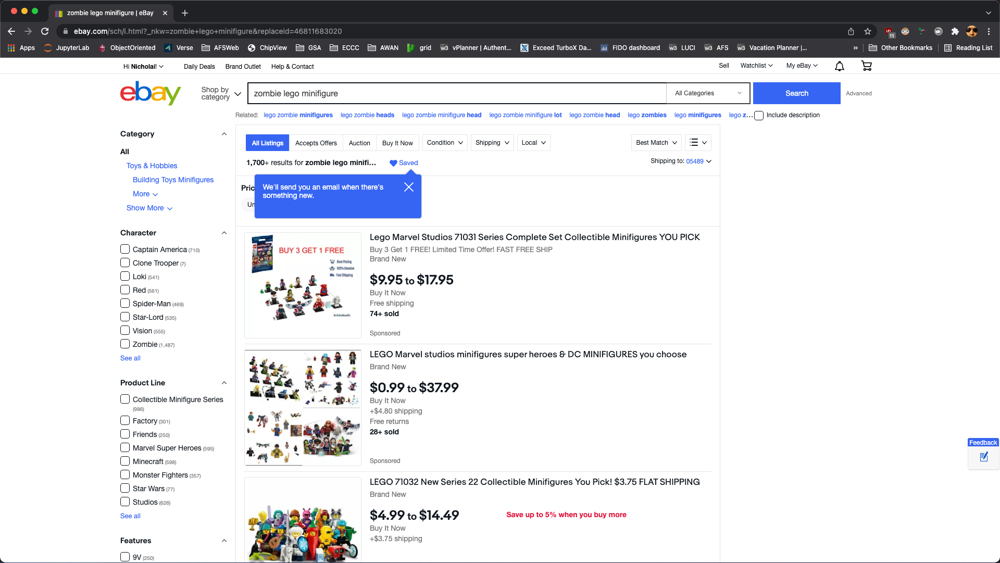 zombie lego minifigure | eBay
ebay.com/sch/i.html?_nkw=zombie+lego+minifigure&replaceid=46811683020
11
Apps JupyterLab ObjectOriented Verse AFSWeb ChipView GSA ECCC AWAN grid w3 vPlanner | Authent... Exceed TurboX Da... FIDO dashboard w3 LUCI w3 AFS w3 Vacation Planner |... » Other Bookmarks Reading List
Hi Nicholai! Daily Deals Brand Outlet Help & Contact Sell Watchlist My eBay
ebay Shop by category zombie lego minifigure All Categories Search Advanced
Related: lego zombie minifigures lego zombie heads lego zombie minifigure head lego zombie minifigure lot lego zombie head lego zombies lego minifigures lego z... Include description
Category
All
Toys & Hobbies
Building Toys Minifigures
More
Show More
Character
Captain America (710)
Clone Trooper (7)
Loki (541)
Red (561)
Spider-Man (469)
Star-Lord (535)
Vision (555)
Zombie (1,487)
See all
Product Line
Collectible Minifigure Series
(986)
Factory (301)
Friends (250)
Marvel Super Heroes (595)
Minecraft (598)
Monster Fighters (357)
Star Wars (77)
Studios (626)
See all
Features
9V (250)
All Listings Accepts Offers Auction Buy It Now Condition Shipping Local Best Match
1,700+ results for zombie lego minifi... Saved Shipping to: 05489
Pric
Un
We'll send you an email when there's
something new.
BUY 3 GET 1 FREE
Best Pricing
100% Genuine
Fast Shipping
brickohaulic
Lego Marvel Studios 71031 Series Complete Set Collectible Minifigures YOU PICK
Buy 3 Get 1 FREE! Limited Time Offer! FAST FREE SHIP
Brand New
$9.95 to $17.95
Buy It Now
Free shipping
74+ sold
Sponsored
LEGO Marvel studios minifigures super heroes & DC MINIFIGURES you choose
Brand New
$0.99 to $37.99
Buy It Now
+$4.80 shipping
Free returns
28+ sold
Sponsored
LEGO 71032 New Series 22 Collectible Minifigures You Pick! $3.75 FLAT SHIPPING
Brand New
$4.99 to $14.49
Save up to 5% when you buy more
Buy It Now
+$3.75 shipping
Feedback